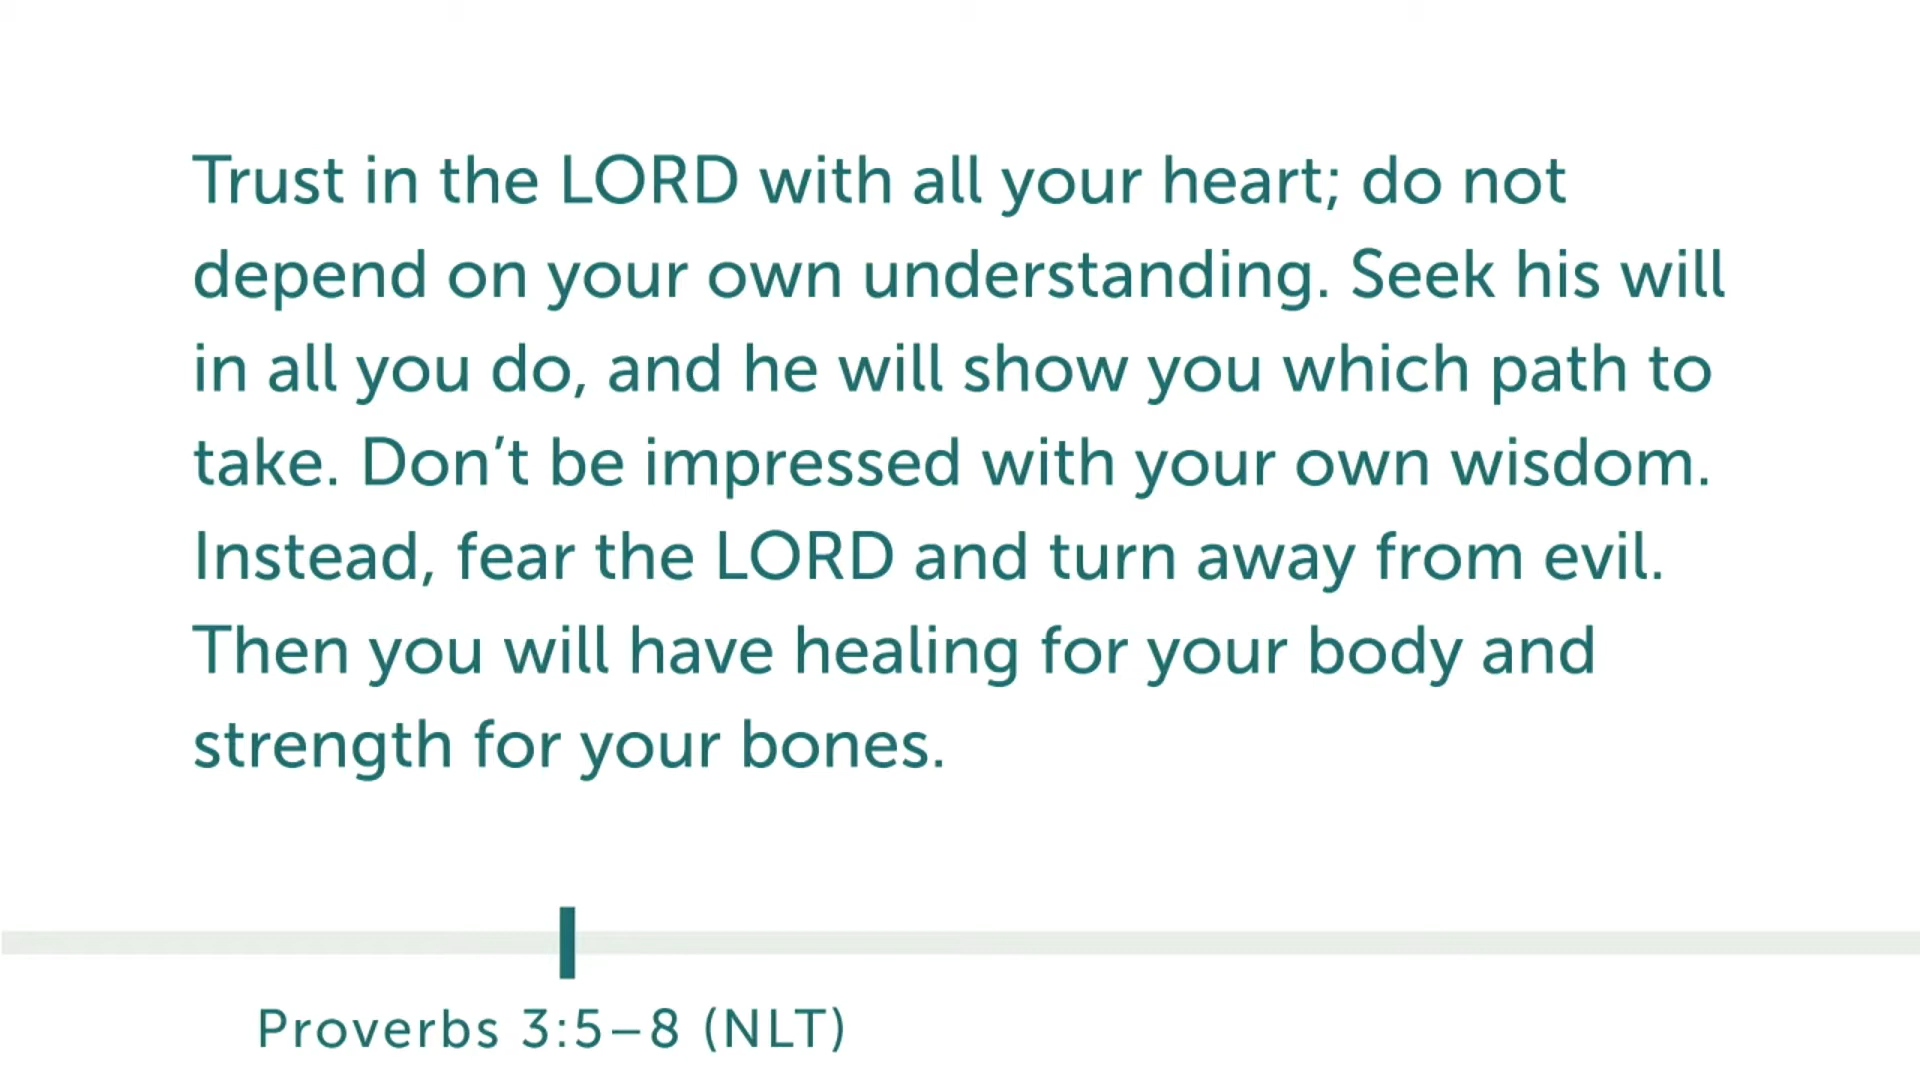 Trust in the LORD with all your heart; do not
depend on your own understanding. Seek his will
in all you do, and he will show you which path to
take. Don’t be impressed with your own wisdom.
Instead, fear the LORD and turn away from evil.
Then you will have healing for your body and
strength for your bones.
Proverbs 3:5–8 (NLT)